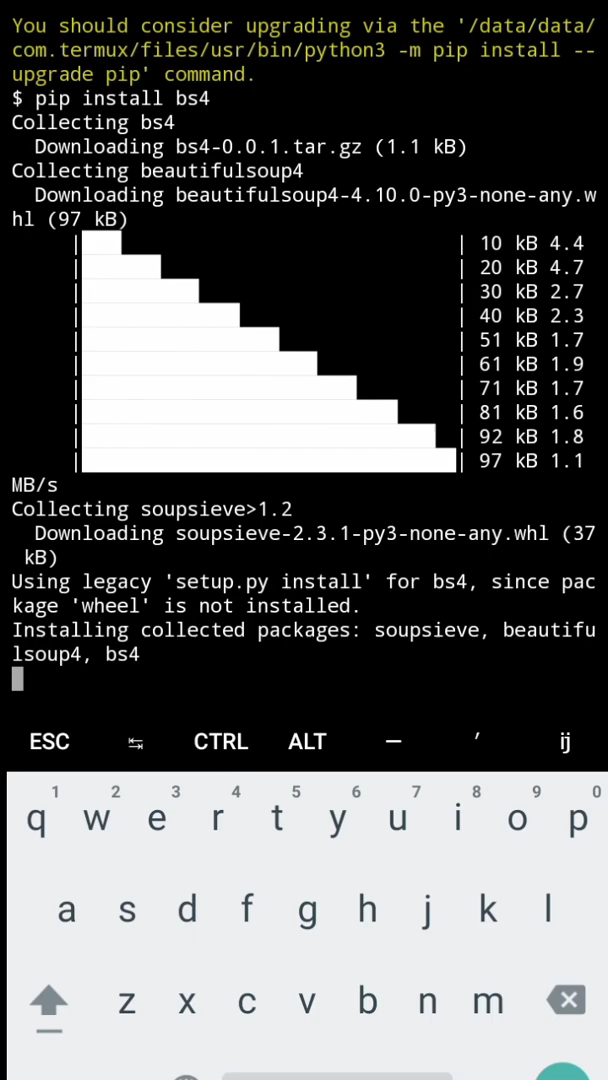 You should consider upgrading via the '/data/data/
com.termux/files/usr/bin/python3 -m pip install --
upgrade pip' command.
$ pip install bs4
Collecting bs4
  Downloading bs4-0.0.1.tar.gz (1.1 kB)
Collecting beautifulsoup4
  Downloading beautifulsoup4-4.10.0-py3-none-any.w
hl (97 kB)
| | 10 kB 4.4
| | 20 kB 4.7
| | 30 kB 2.7
| | 40 kB 2.3
| | 51 kB 1.7
| | 61 kB 1.9
| | 71 kB 1.7
| | 81 kB 1.6
| | 92 kB 1.8
| | 97 kB 1.1
MB/s
Collecting soupsieve>1.2
  Downloading soupsieve-2.3.1-py3-none-any.whl (37
 kB)
Using legacy 'setup.py install' for bs4, since pac
kage 'wheel' is not installed.
Installing collected packages: soupsieve, beautifu
lsoup4, bs4
ESC ↹ CTRL ALT — ′ ij
1 2 3 4 5 6 7 8 9 0
q w e r t y u i o p
a s d f g h j k l
z x c v b n m